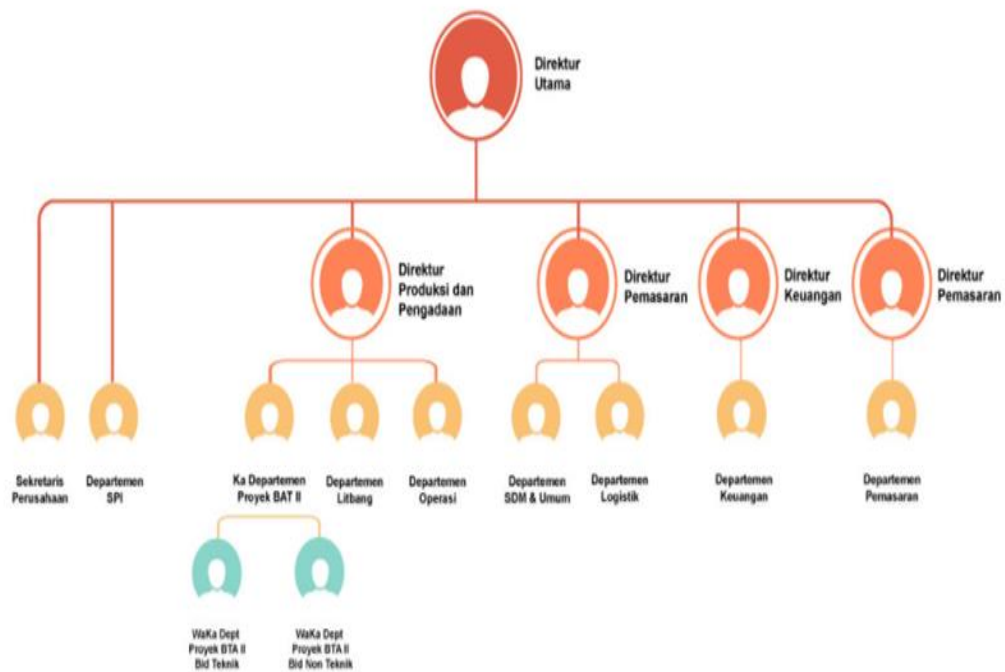 Direktur
Utama
Direktur
Produksi dan
Pengadaan
Direktur
Pemasaran
Direktur
Keuangan
Direktur
Pemasaran
Sekretaris
Perusahaan
Departemen
SPI
Ka Departemen
Proyek BAT II
Departemen
Litbang
Departemen
Operasi
Departemen
SDM & Umum
Departemen
Logistik
Departemen
Keuangan
Departemen
Pemasaran
WaKa Dept
Proyek BTA II
Bid Teknik
WaKa Dept
Proyek BTA II
Bid Non Teknik